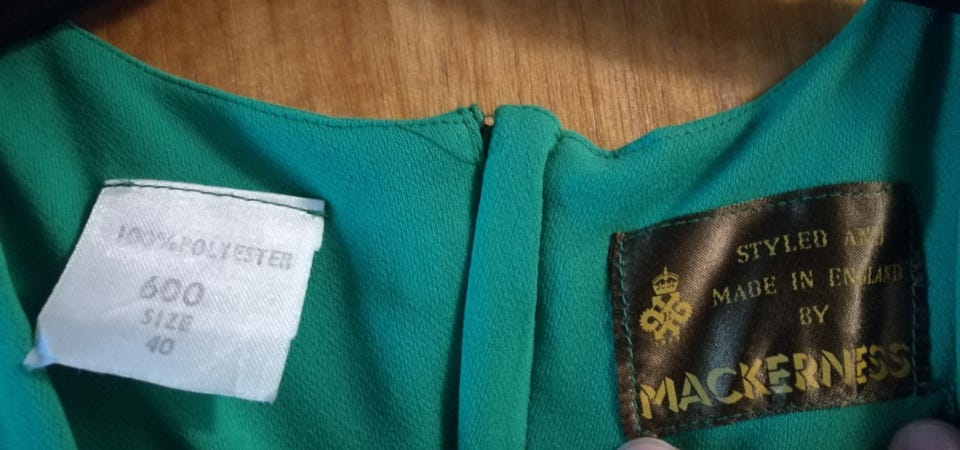 100% POLYESTER
600
SIZE
40
STYLED AND
MADE IN ENGLAND
BY
MACKERNESS